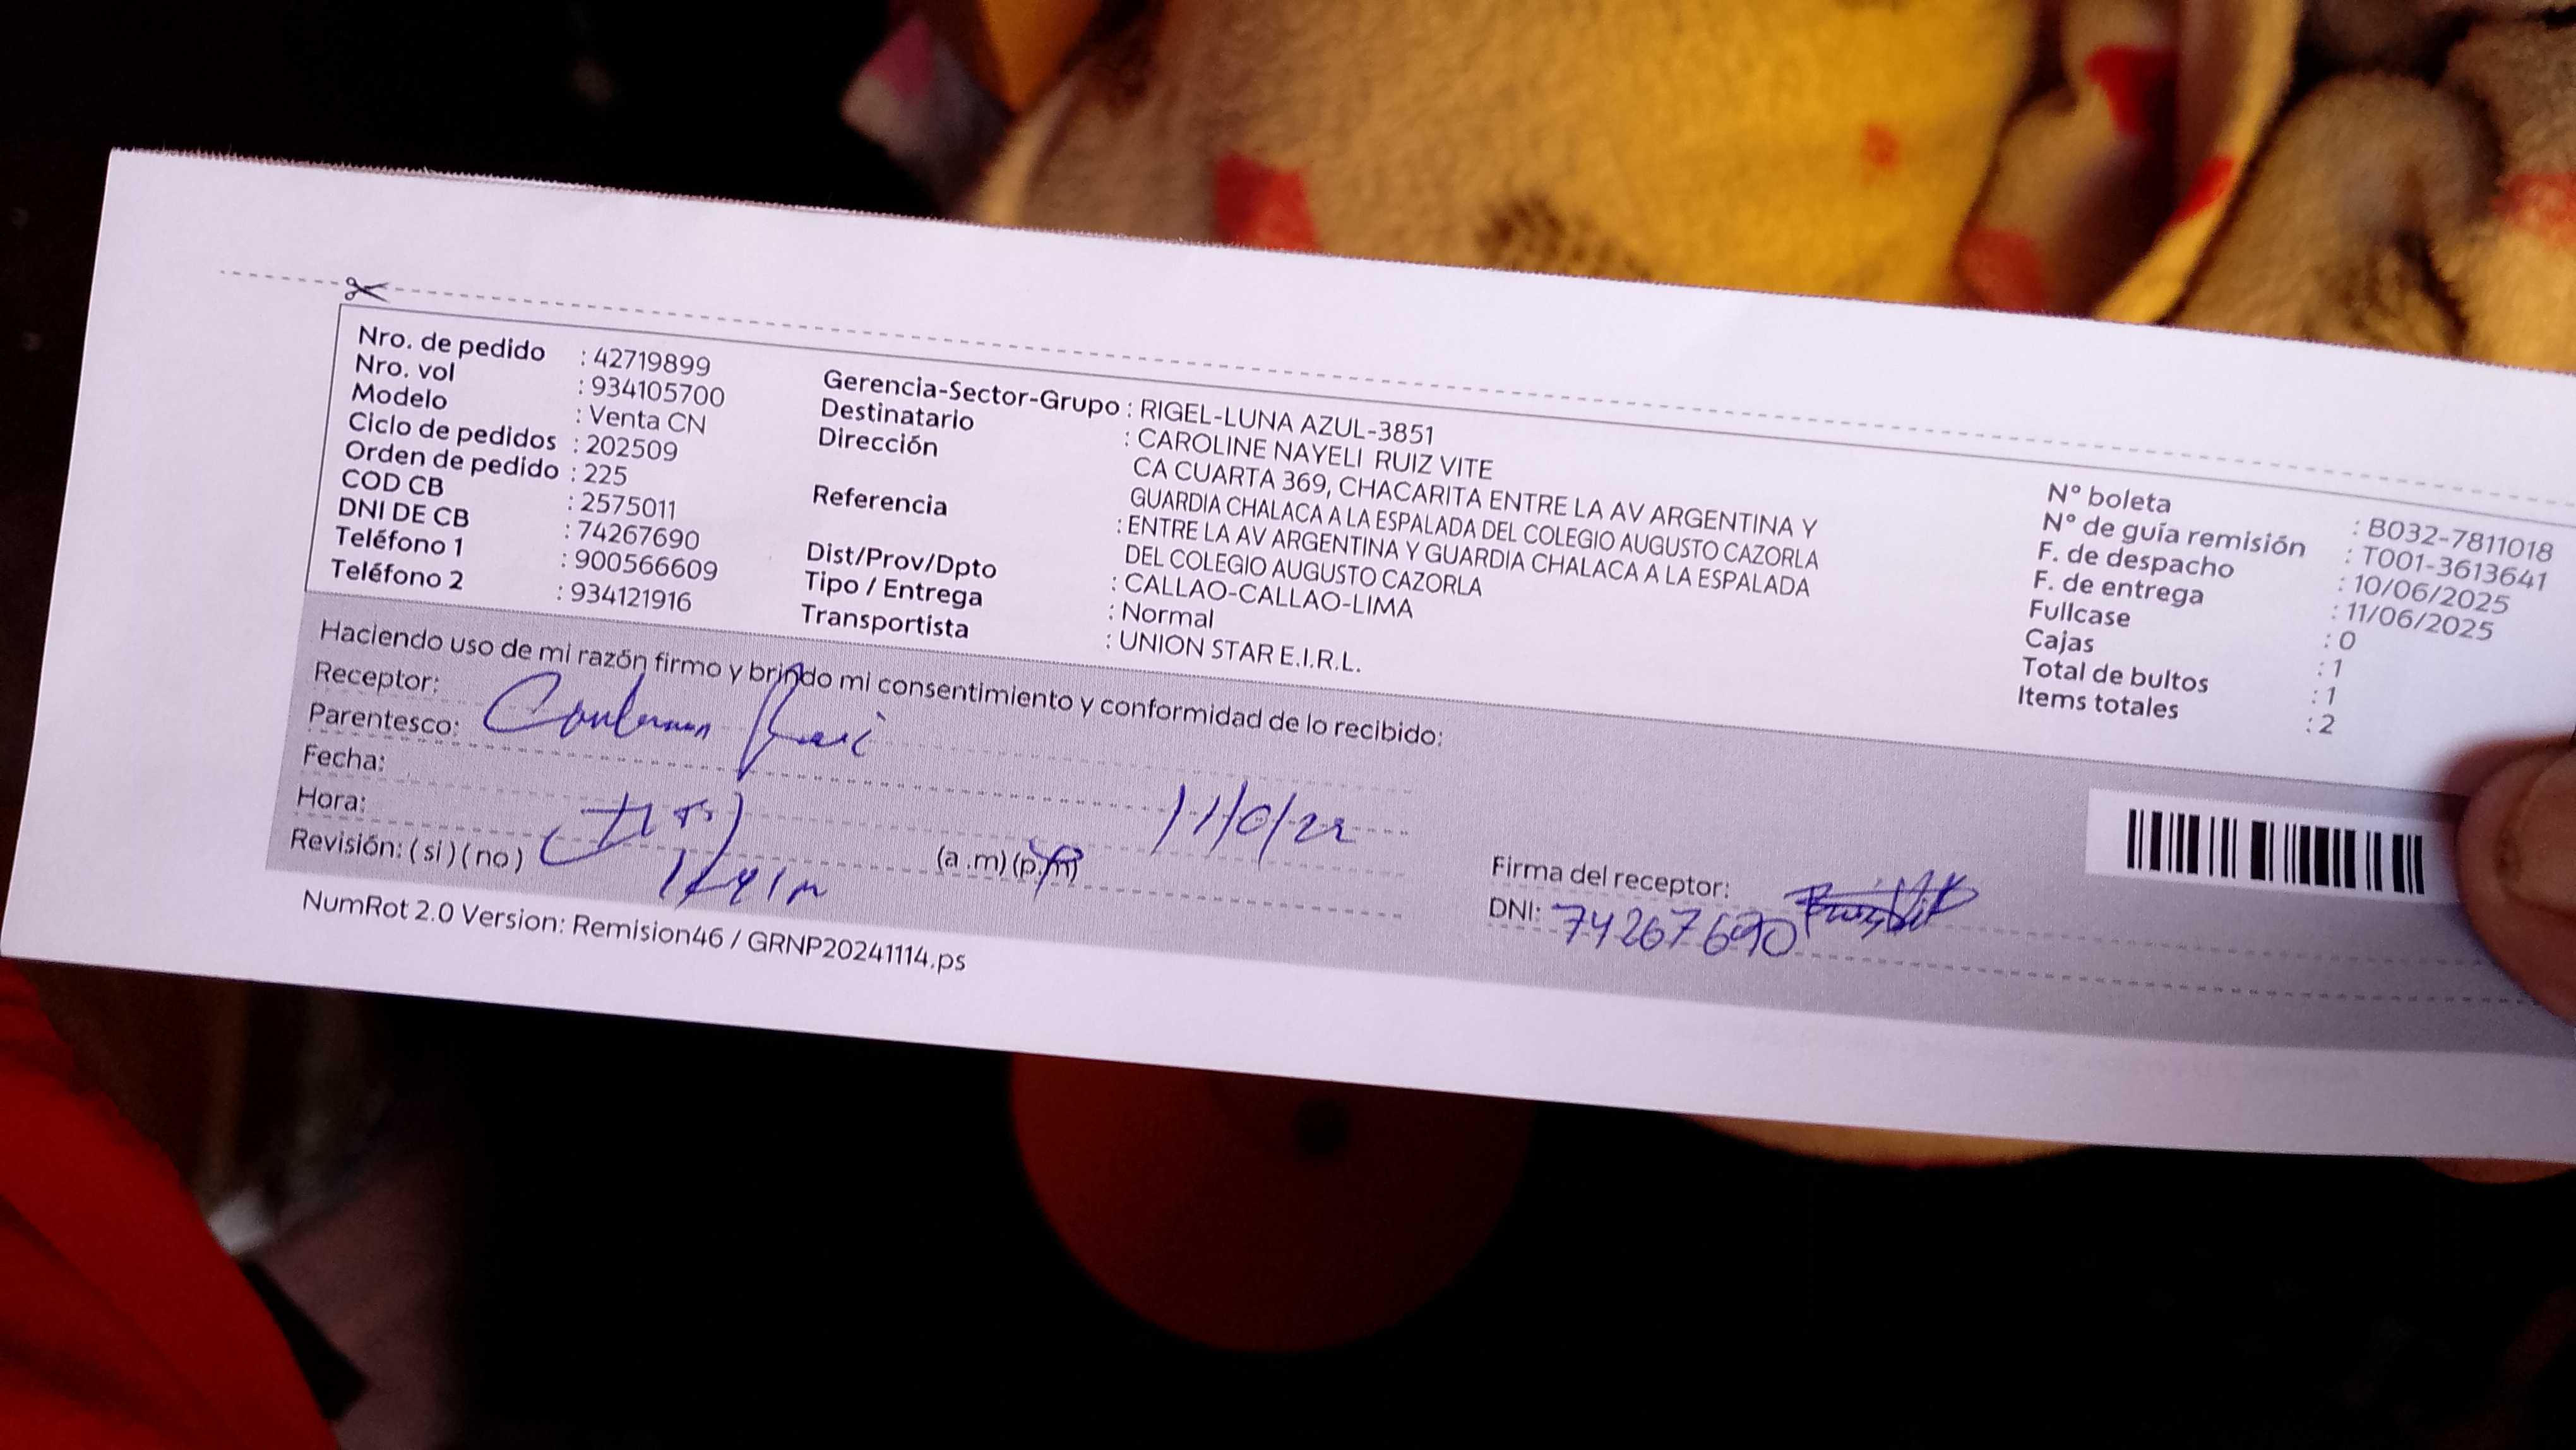 Nro. de pedido : 42719899
Nro. vol : 934105700
Modelo : Venta CN
Ciclo de pedidos : 202509
Orden de pedido : 225
COD CB : 2575011
DNI DE CB : 74267690
Teléfono 1 : 900566609
Teléfono 2 : 934121916
Gerencia-Sector-Grupo : RIGEL-LUNA AZUL-3851
Destinatario : CAROLINE NAYELI RUIZ VITE
Dirección CA CUARTA 369, CHACARITA ENTRE LA AV ARGENTINA Y
GUARDIA CHALACA A LA ESPALADA DEL COLEGIO AUGUSTO CAZORLA
Referencia : ENTRE LA AV ARGENTINA Y GUARDIA CHALACA A LA ESPALADA
DEL COLEGIO AUGUSTO CAZORLA
Dist/Prov/Dpto : CALLAO-CALLAO-LIMA
Tipo / Entrega : Normal
Transportista : UNION STAR E.I.R.L.
N° boleta : B032-7811018
N° de guía remisión : T001-3613641
F. de despacho : 10/06/2025
F. de entrega : 11/06/2025
Fullcase : 0
Cajas : 1
Total de bultos : 1
Items totales : 2
Haciendo uso de mi razón firmo y brindo mi consentimiento y conformidad de lo recibido:
Receptor:
Parentesco:
Fecha:
Hora: (a .m) (p.m)
Revisión: ( si ) ( no )
Firma del receptor:
DNI: 74267690
NumRot 2.0 Version: Remision46 / GRNP20241114.ps